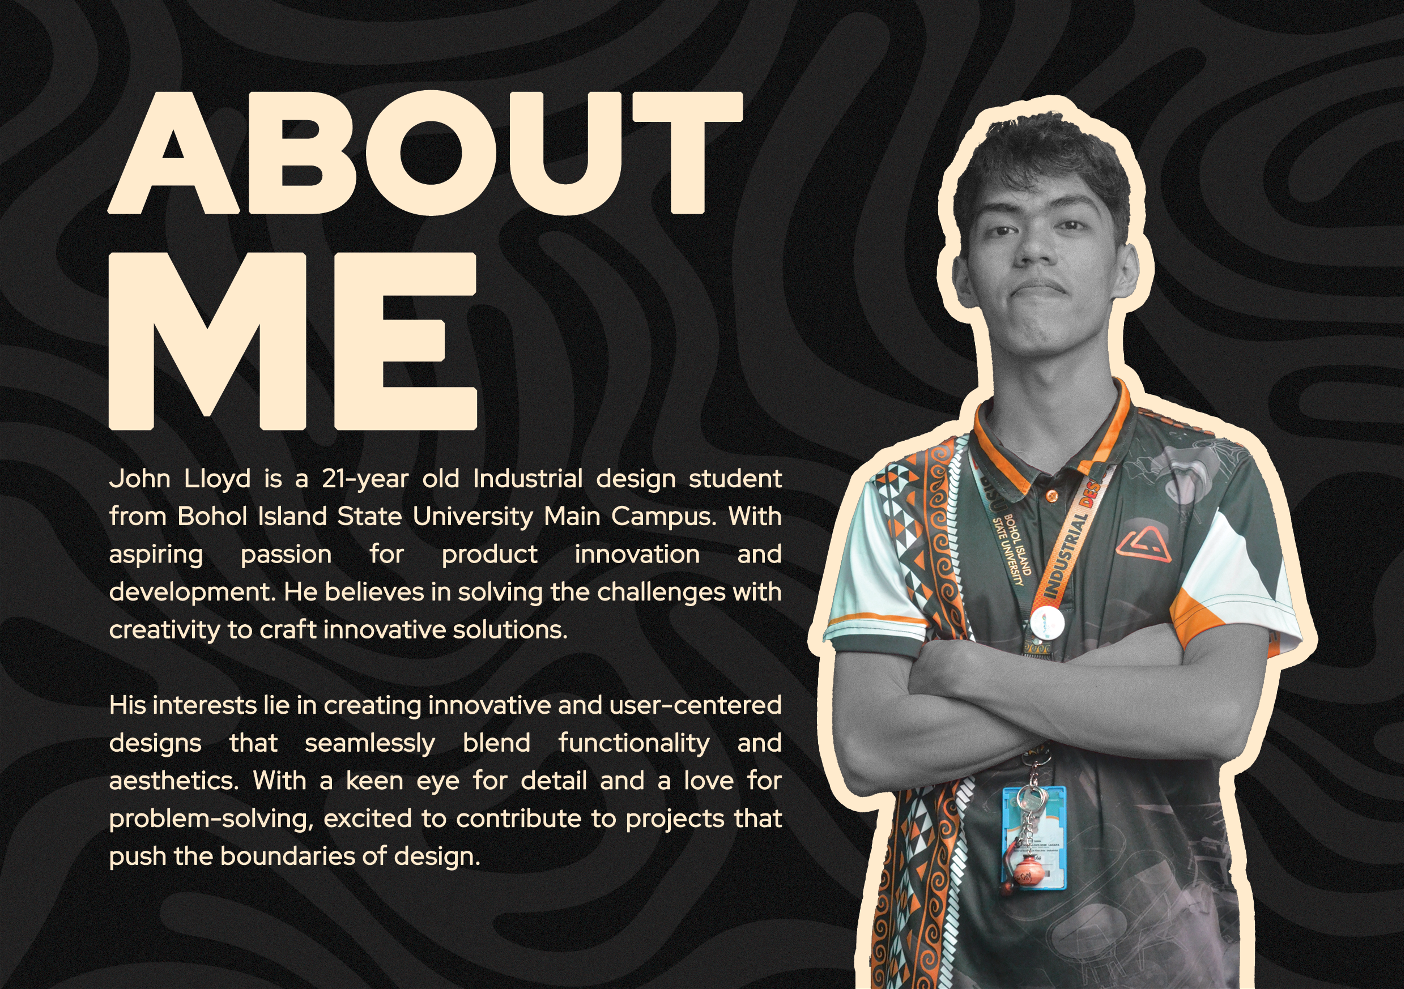 ABOUT
ME
John Lloyd is a 21-year old Industrial design student
from Bohol Island State University Main Campus. With
aspiring passion for product innovation and
development. He believes in solving the challenges with
creativity to craft innovative solutions.
His interests lie in creating innovative and user-centered
designs that seamlessly blend functionality and
aesthetics. With a keen eye for detail and a love for
problem-solving, excited to contribute to projects that
push the boundaries of design.
BISU
BOHOL ISLAND
STATE UNIVERSITY
INDUSTRIAL DES